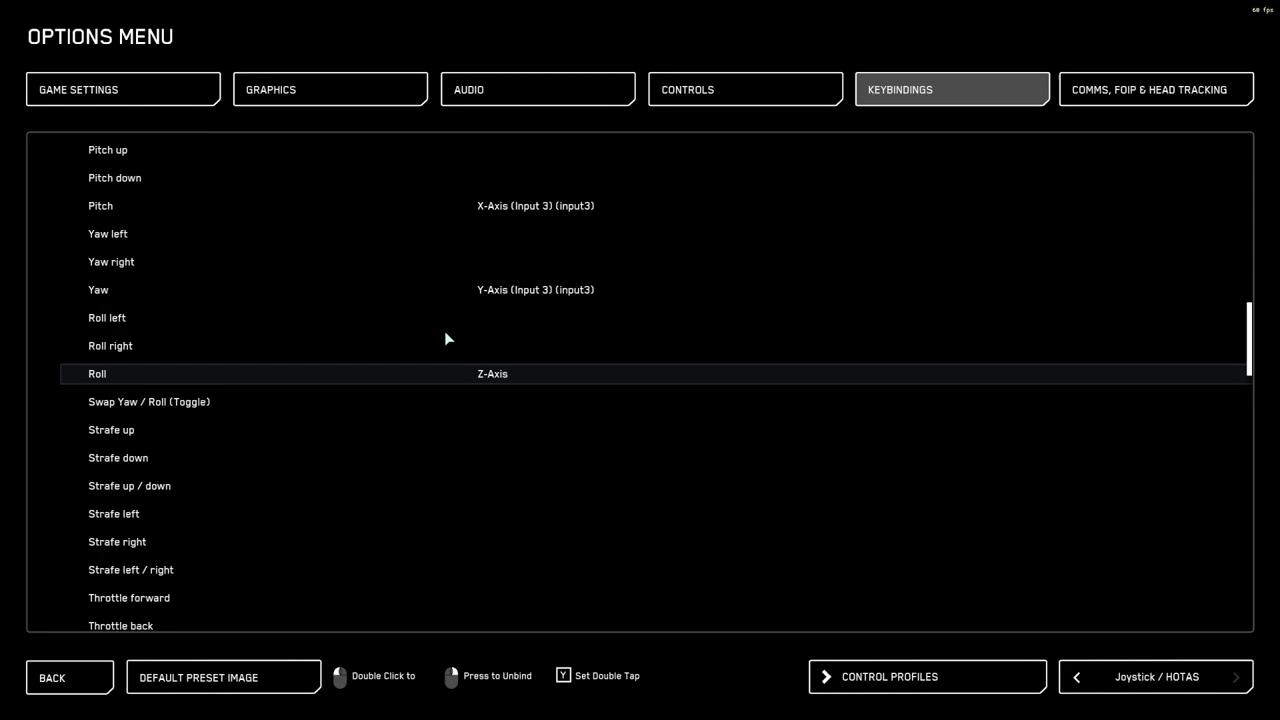 60 fps
OPTIONS MENU
GAME SETTINGS
GRAPHICS
AUDIO
CONTROLS
KEYBINDINGS
COMMS, FOIP & HEAD TRACKING
Pitch up
Pitch down
Pitch X-Axis (Input 3) (input3)
Yaw left
Yaw right
Yaw Y-Axis (Input 3) (input3)
Roll left
Roll right
Roll Z-Axis
Swap Yaw / Roll (Toggle)
Strafe up
Strafe down
Strafe up / down
Strafe left
Strafe right
Strafe left / right
Throttle forward
Throttle back
BACK
DEFAULT PRESET IMAGE
Double Click to
Press to Unbind
Y Set Double Tap
CONTROL PROFILES
Joystick / HOTAS